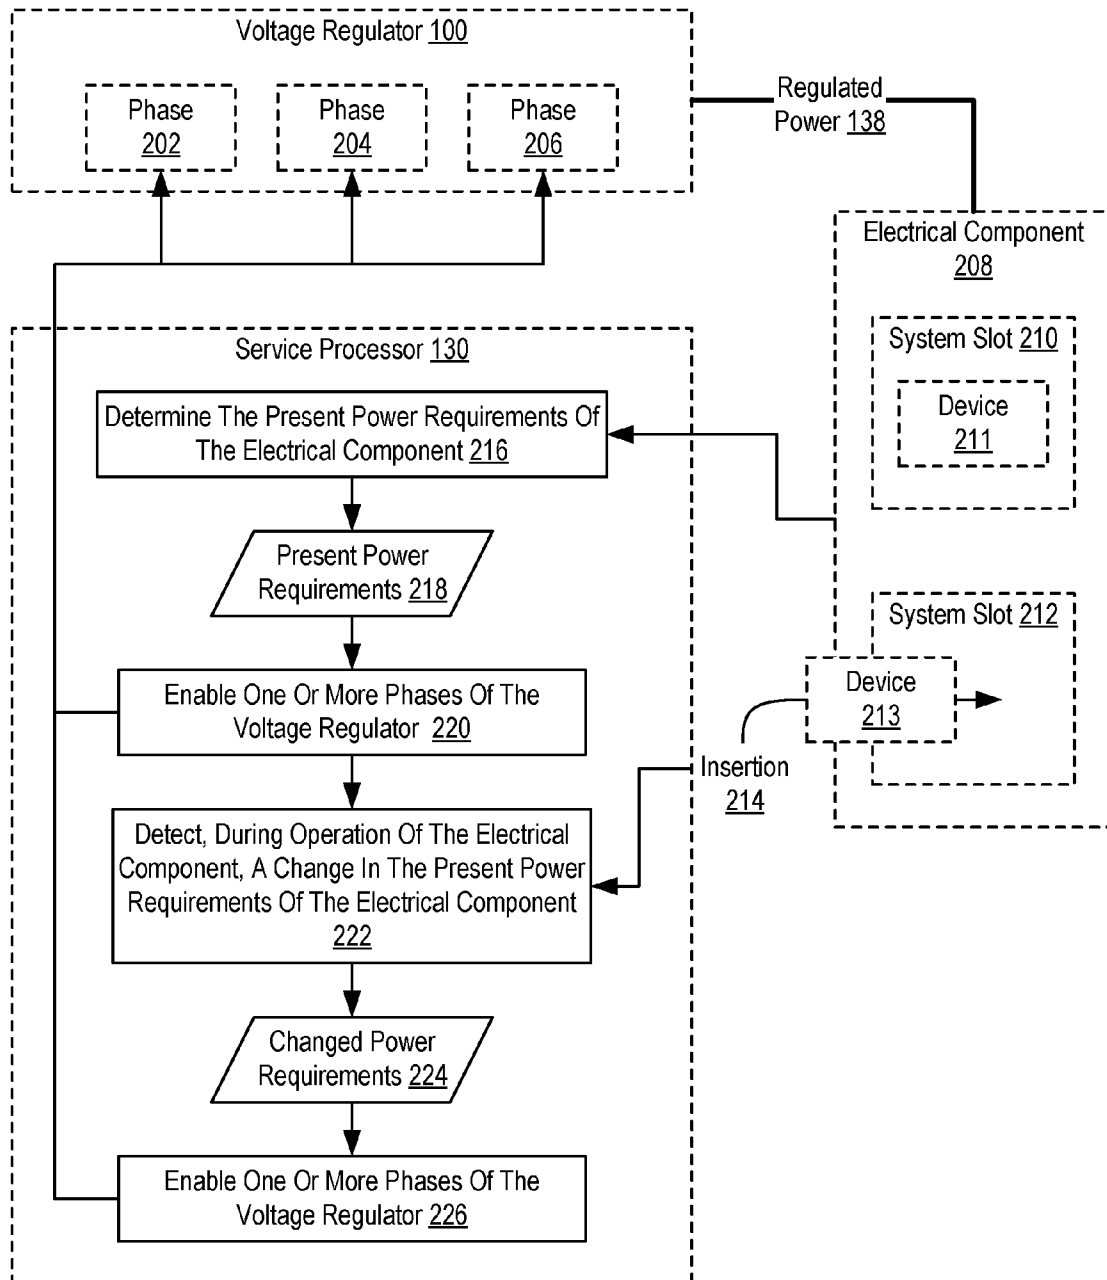 Voltage Regulator 100
Phase
202
Phase
204
Phase
206
Regulated
Power 138
Electrical Component
208
System Slot 210
Device
211
System Slot 212
Device
213
Insertion
214
Service Processor 130
Determine The Present Power Requirements Of
The Electrical Component 216
Present Power
Requirements 218
Enable One Or More Phases Of The
Voltage Regulator 220
Detect, During Operation Of The Electrical
Component, A Change In The Present Power
Requirements Of The Electrical Component
222
Changed Power
Requirements 224
Enable One Or More Phases Of The
Voltage Regulator 226